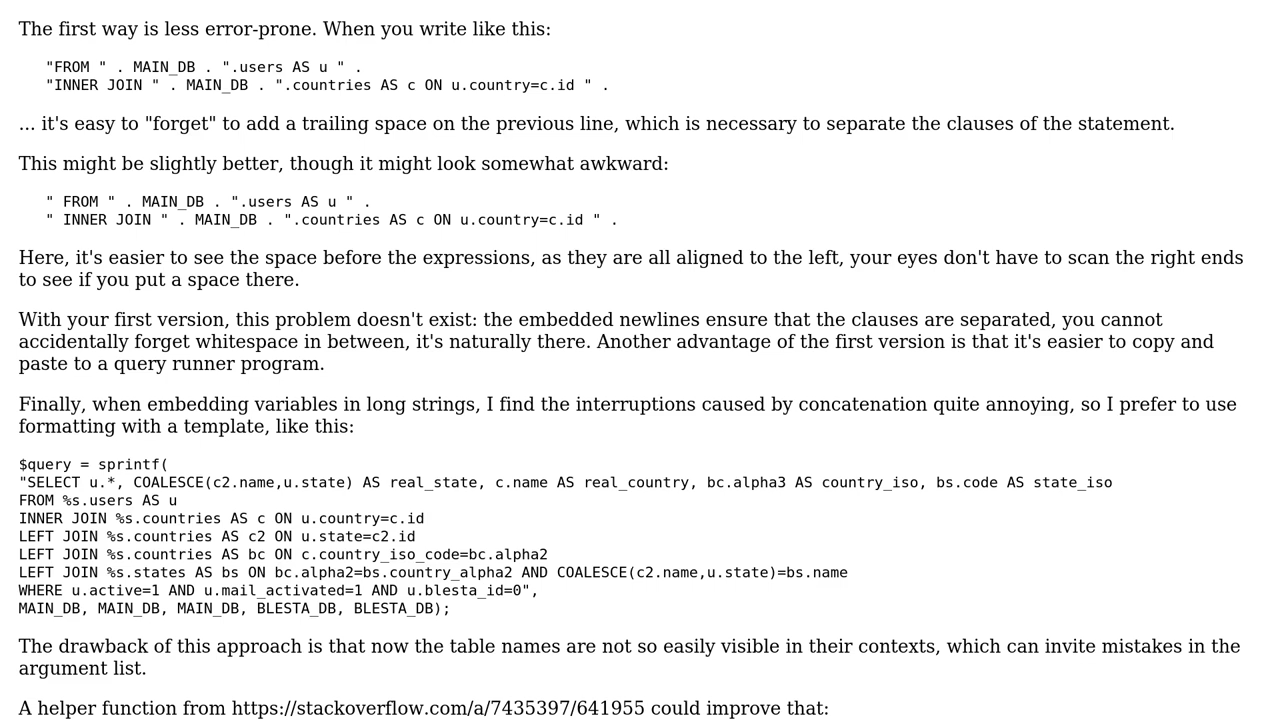 The first way is less error-prone. When you write like this:
"FROM " . MAIN_DB . ".users AS u " .
"INNER JOIN " . MAIN_DB . ".countries AS c ON u.country=c.id " .
... it's easy to "forget" to add a trailing space on the previous line, which is necessary to separate the clauses of the statement.
This might be slightly better, though it might look somewhat awkward:
" FROM " . MAIN_DB . ".users AS u " .
" INNER JOIN " . MAIN_DB . ".countries AS c ON u.country=c.id " .
Here, it's easier to see the space before the expressions, as they are all aligned to the left, your eyes don't have to scan the right ends
to see if you put a space there.
With your first version, this problem doesn't exist: the embedded newlines ensure that the clauses are separated, you cannot
accidentally forget whitespace in between, it's naturally there. Another advantage of the first version is that it's easier to copy and
paste to a query runner program.
Finally, when embedding variables in long strings, I find the interruptions caused by concatenation quite annoying, so I prefer to use
formatting with a template, like this:
$query = sprintf(
"SELECT u.*, COALESCE(c2.name,u.state) AS real_state, c.name AS real_country, bc.alpha3 AS country_iso, bs.code AS state_iso
FROM %s.users AS u
INNER JOIN %s.countries AS c ON u.country=c.id
LEFT JOIN %s.countries AS c2 ON u.state=c2.id
LEFT JOIN %s.countries AS bc ON c.country_iso_code=bc.alpha2
LEFT JOIN %s.states AS bs ON bc.alpha2=bs.country_alpha2 AND COALESCE(c2.name,u.state)=bs.name
WHERE u.active=1 AND u.mail_activated=1 AND u.blesta_id=0",
MAIN_DB, MAIN_DB, MAIN_DB, BLESTA_DB, BLESTA_DB);
The drawback of this approach is that now the table names are not so easily visible in their contexts, which can invite mistakes in the
argument list.
A helper function from https://stackoverflow.com/a/7435397/641955 could improve that: